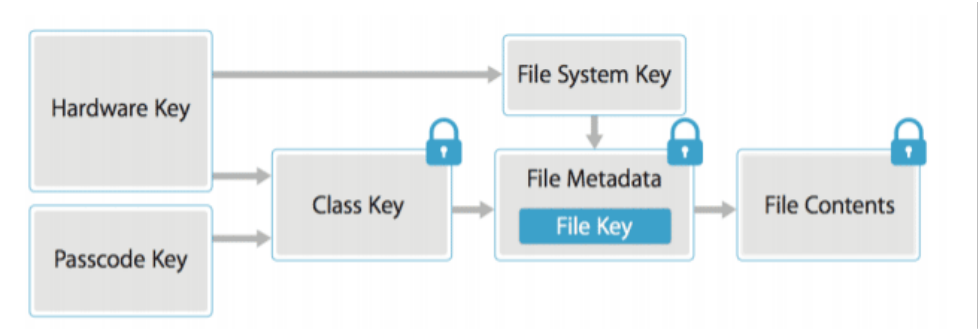 Hardware Key
File System Key
Class Key
File Metadata
File Key
File Contents
Passcode Key